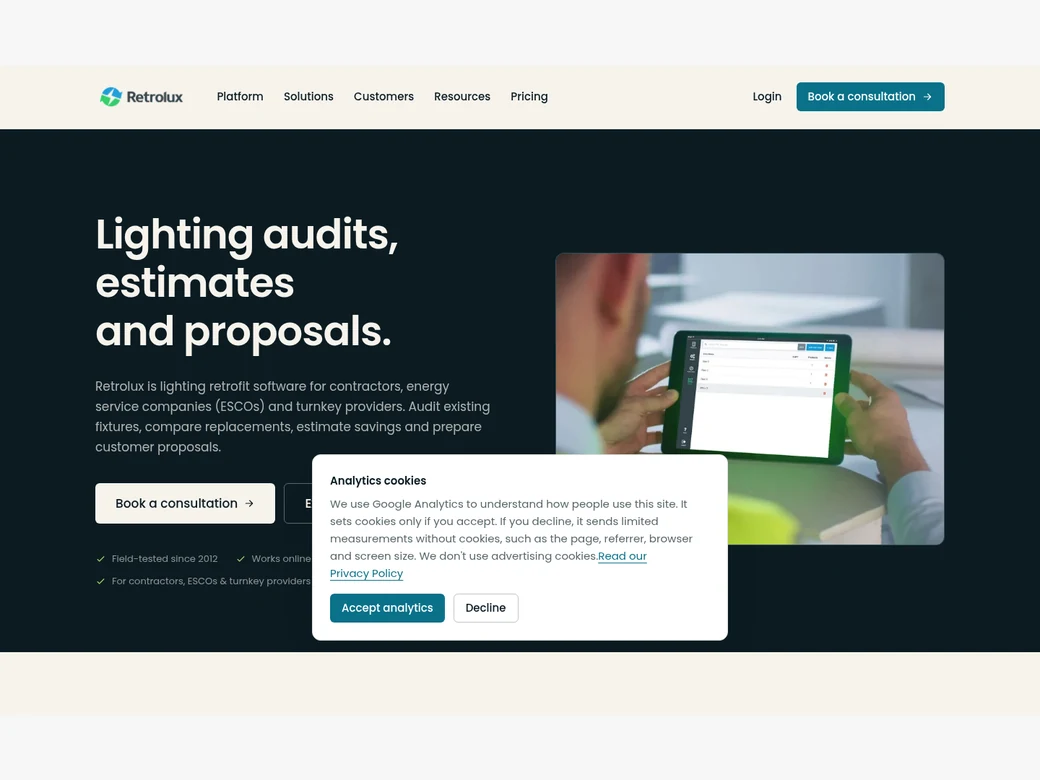 Retrolux
Platform
Solutions
Customers
Resources
Pricing
Login
Book a consultation →
Lighting audits,
estimates
and proposals.
Retrolux is lighting retrofit software for contractors, energy
service companies (ESCOs) and turnkey providers. Audit existing
fixtures, compare replacements, estimate savings and prepare
customer proposals.
Book a consultation →
E
Field-tested since 2012
Works online
For contractors, ESCOs & turnkey providers
Analytics cookies
We use Google Analytics to understand how people use this site. It
sets cookies only if you accept. If you decline, it sends limited
measurements without cookies, such as the page, referrer, browser
and screen size. We don't use advertising cookies.Read our
Privacy Policy
Accept analytics
Decline